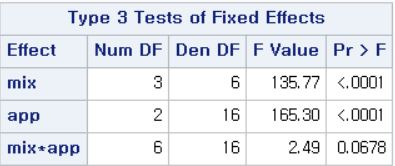 Type 3 Tests of Fixed Effects
Effect Num DF Den DF F Value Pr > F
mix 3 6 135.77 <.0001
app 2 16 165.30 <.0001
mix*app 6 16 2.49 0.0678